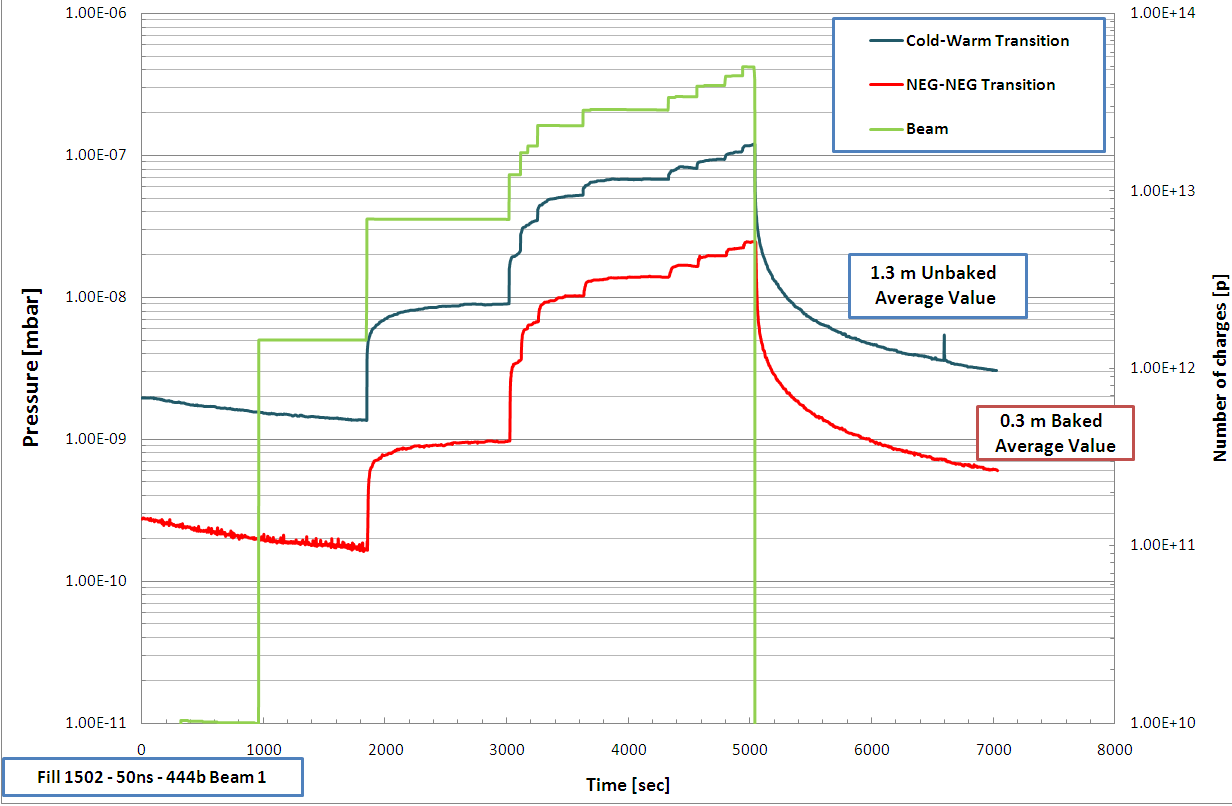 1.00E-06
1.00E-07
1.00E-08
1.00E-09
1.00E-10
1.00E-11
Pressure [mbar]
1.00E+14
1.00E+13
1.00E+12
1.00E+11
1.00E+10
Number of charges [p]
Cold-Warm Transition
NEG-NEG Transition
Beam
1.3 m Unbaked
Average Value
0.3 m Baked
Average Value
0 1000 2000 3000 4000 5000 6000 7000 8000
Time [sec]
Fill 1502 - 50ns - 444b Beam 1